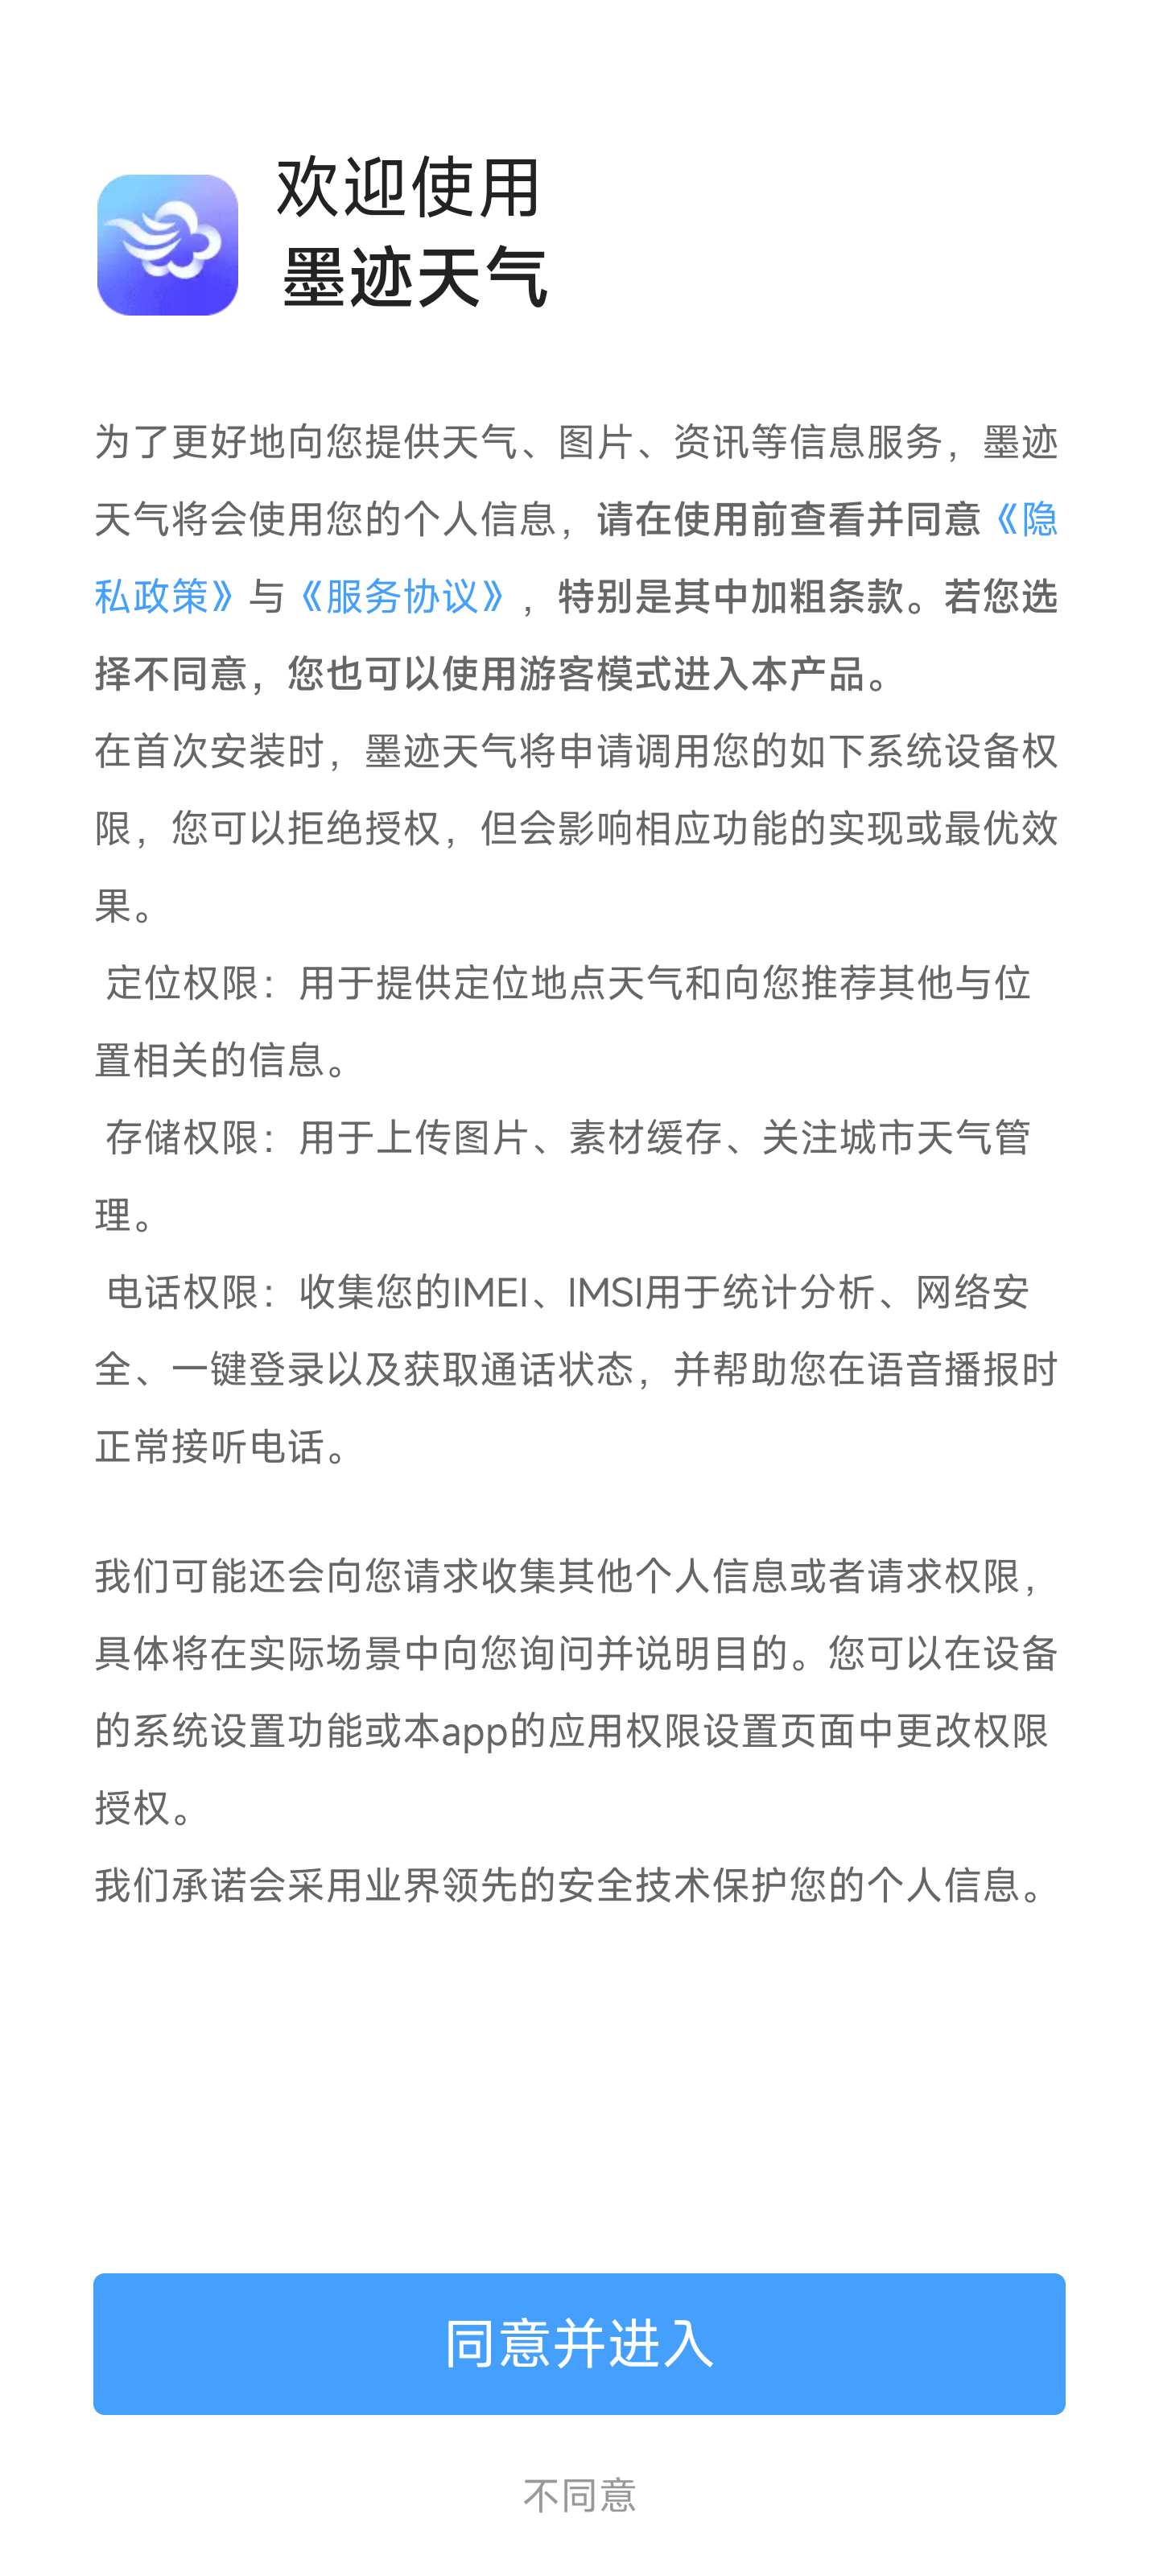 欢迎使用
墨迹天气
为了更好地向您提供天气、图片、资讯等信息服务，墨迹
天气将会使用您的个人信息，请在使用前查看并同意《隐
私政策》与《服务协议》，特别是其中加粗条款。若您选
择不同意，您也可以使用游客模式进入本产品。
在首次安装时，墨迹天气将申请调用您的如下系统设备权
限，您可以拒绝授权，但会影响相应功能的实现或最优效
果。
定位权限：用于提供定位地点天气和向您推荐其他与位
置相关的信息。
存储权限：用于上传图片、素材缓存、关注城市天气管
理。
电话权限：收集您的IMEI、IMSI用于统计分析、网络安
全、一键登录以及获取通话状态，并帮助您在语音播报时
正常接听电话。
我们可能还会向您请求收集其他个人信息或者请求权限，
具体将在实际场景中向您询问并说明目的。您可以在设备
的系统设置功能或本app的应用权限设置页面中更改权限
授权。
我们承诺会采用业界领先的安全技术保护您的个人信息。
同意并进入
不同意